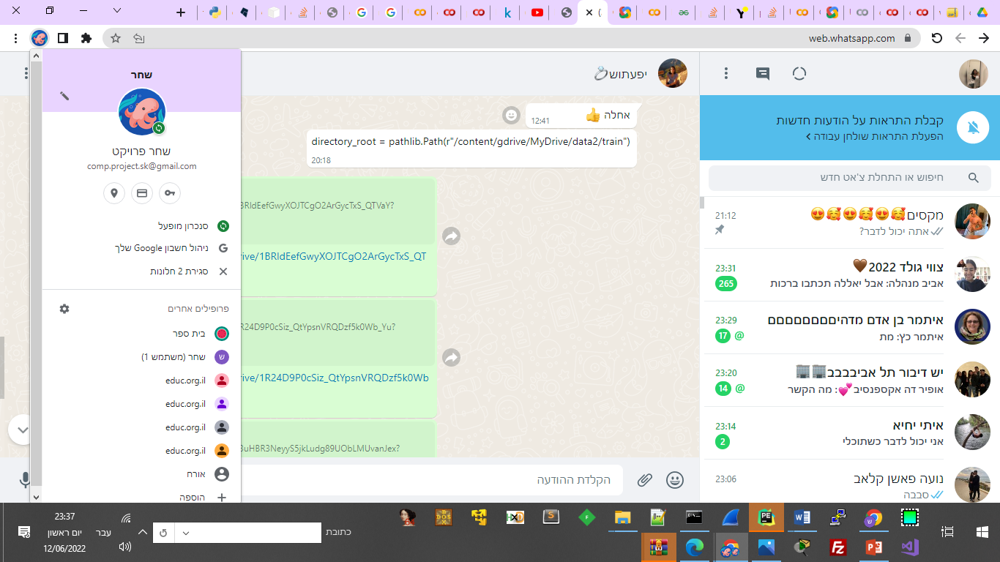 web.whatsapp.com
שחר
שחר פרויקט
comp.project.sk@gmail.com
סנכרון מופעל
ניהול חשבון Google שלך
סגירת 2 חלונות
פרופילים אחרים
בית ספר
שחר (משתמש 1)
educ.org.il
educ.org.il
educ.org.il
educ.org.il
אורח
הוספה
יפעתוש💍
אחלה 👍
12:41
directory_root = pathlib.Path(r"/content/gdrive/MyDrive/data2/train")
20:18
BRIdEefGwyXOJTCgO2ArGycTxS_QTVaY?
rive/1BRIdEefGwyXOJTCgO2ArGycTxS_QT
R24D9P0cSiz_QtYpsnVRQDzf5k0Wb_Yu?
rive/1R24D9P0cSiz_QtYpsnVRQDzf5k0Wb
BuHBR3NeyyS5jkLudg89UObLMUvanJex?
הקלדת ההודעה
קבלת התראות על הודעות חדשות
הפעלת התראות שולחן עבודה
חיפוש או התחלת צ'אט חדש
מקסים🥰😍🥰😍🥰😍
21:12
אתה יכול לדבר?
צווי גולד 2022🤎
23:31
אביב מנהלה: אבל יאללה תכתבו ברכות
265
איתמר בן אדם מדהיםםםםםםםם
23:29
איתמר כץ: מת
@ 17
יש דיבור תל אביבבבב🏢🏢
23:20
אופיר דה אקספנסיב💕: מה הקשר
@ 14
איתי יחיא
23:14
אני יכול לדבר כשתוכלי
2
נועה פאשן קלאב
23:06
סבבה
כתובת
עבר
23:37
יום ראשון
12/06/2022